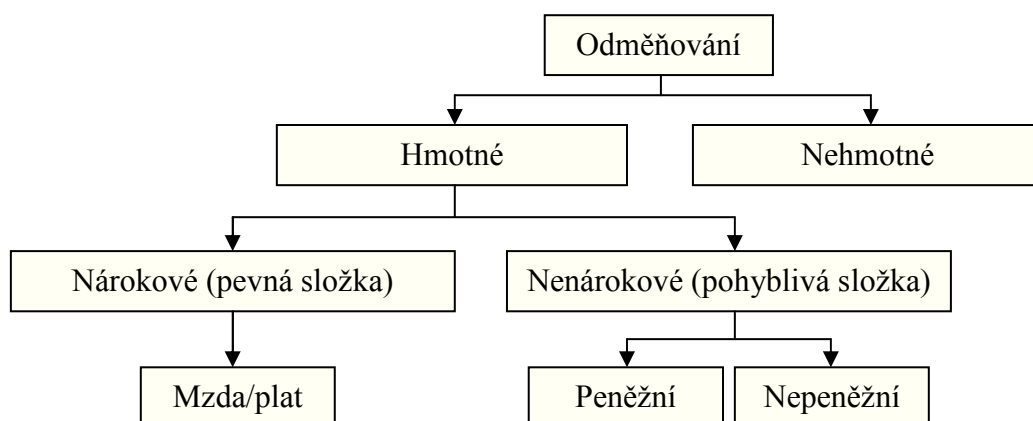 Odměňování
Hmotné
Nehmotné
Nárokové (pevná složka)
Nenárokové (pohyblivá složka)
Mzda/plat
Peněžní
Nepeněžní